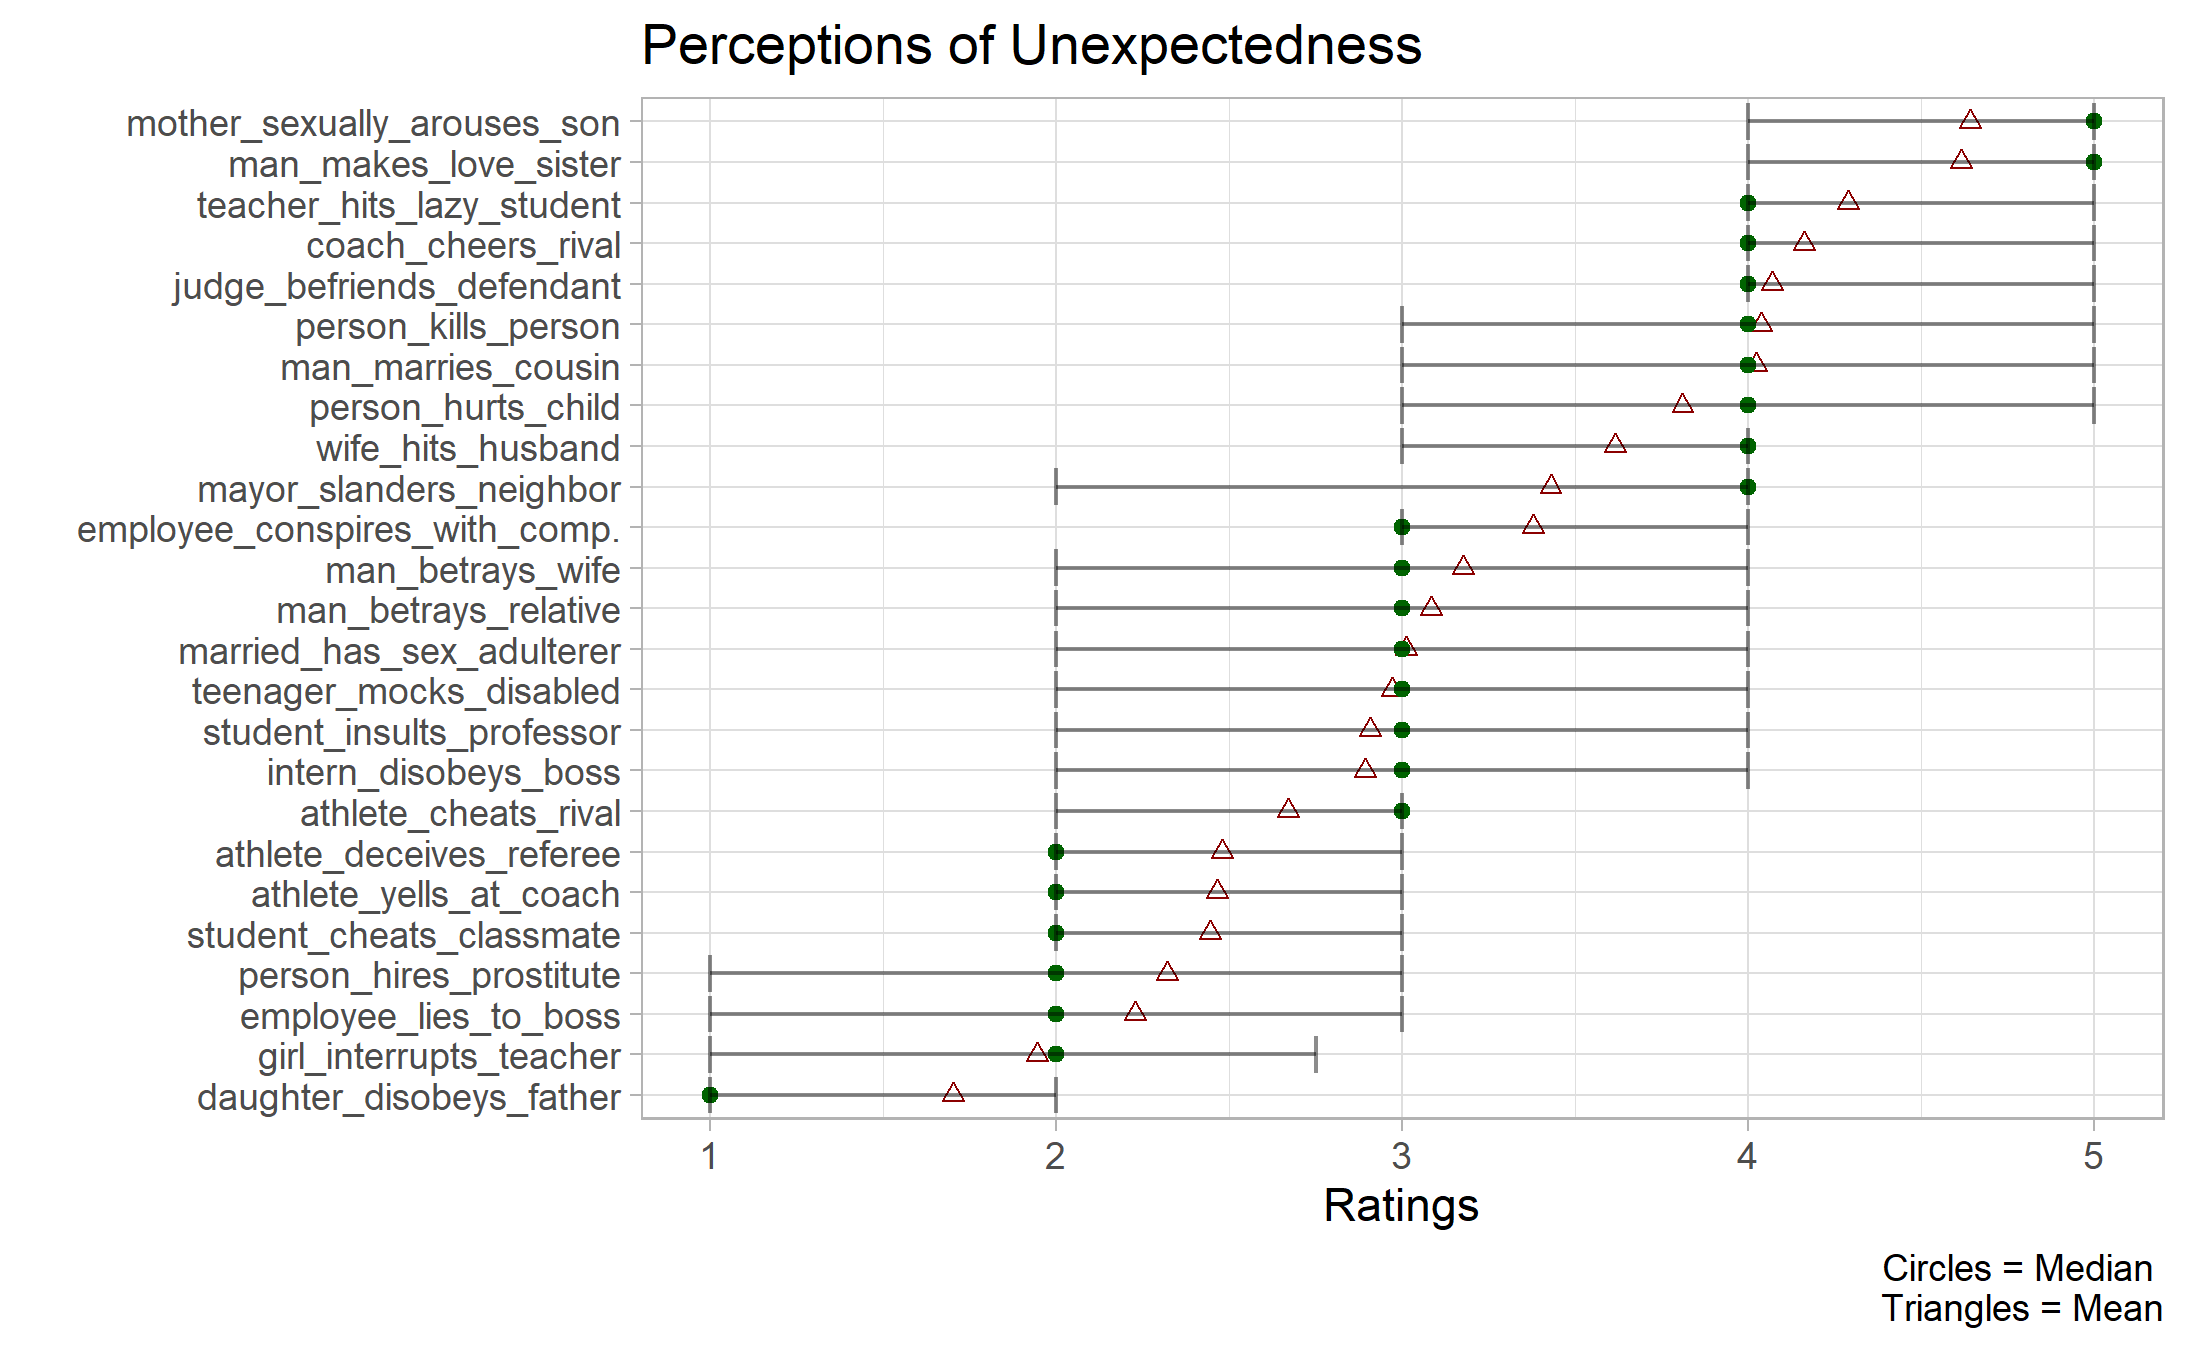 Perceptions of Unexpectedness
mother_sexually_arouses_son
man_makes_love_sister
teacher_hits_lazy_student
coach_cheers_rival
judge_befriends_defendant
person_kills_person
man_marries_cousin
person_hurts_child
wife_hits_husband
mayor_slanders_neighbor
employee_conspires_with_comp.
man_betrays_wife
man_betrays_relative
married_has_sex_adulterer
teenager_mocks_disabled
student_insults_professor
intern_disobeys_boss
athlete_cheats_rival
athlete_deceives_referee
athlete_yells_at_coach
student_cheats_classmate
person_hires_prostitute
employee_lies_to_boss
girl_interrupts_teacher
daughter_disobeys_father
1 2 3 4 5
Ratings
Circles = Median
Triangles = Mean